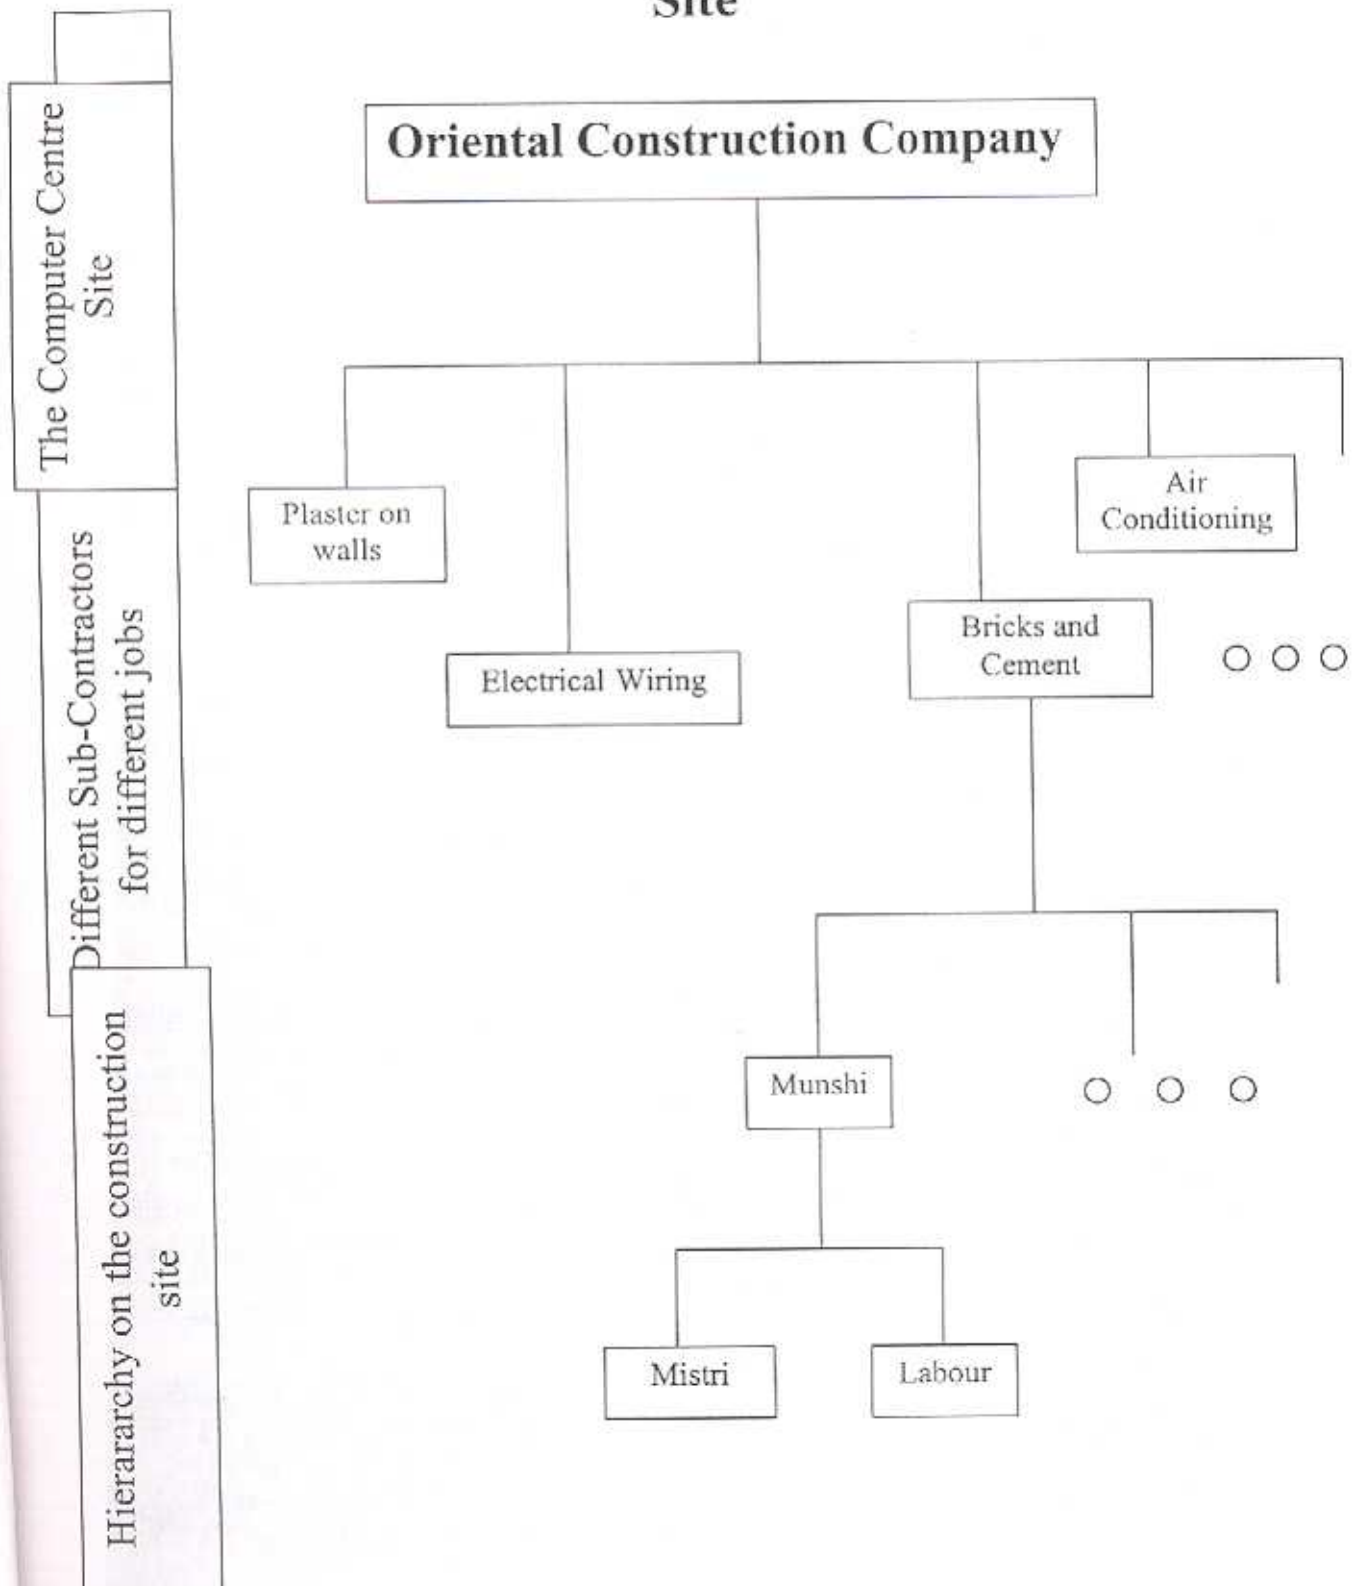 Site
Oriental Construction Company
The Computer Centre
Site
Plaster on
walls
Air
Conditioning
Electrical Wiring
Bricks and
Cement
Different Sub-Contractors
for different jobs
Munshi
Mistri
Labour
Hierararchy on the construction
site